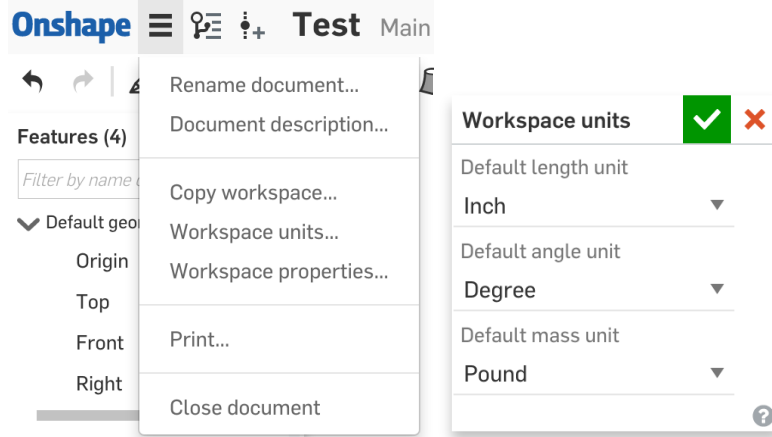 Onshape Test Main
Rename document...
Document description...
Copy workspace...
Workspace units...
Workspace properties...
Print...
Close document
Features (4)
Filter by name
Default geo
Origin
Top
Front
Right
Workspace units
Default length unit
Inch
Default angle unit
Degree
Default mass unit
Pound
?